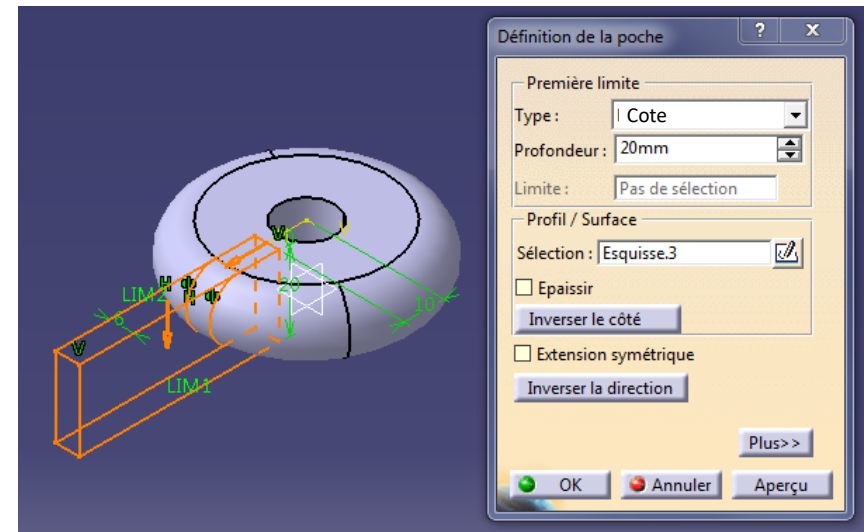 Définition de la poche
? X
Première limite
Type : Cote
Profondeur : 20mm
Limite : Pas de sélection
Profil / Surface
Sélection : Esquisse.3
Epaissir
Inverser le côté
Extension symétrique
Inverser la direction
Plus>>
OK Annuler Aperçu
V
V
H
H
LIM2
20
10
6
V
LIM1